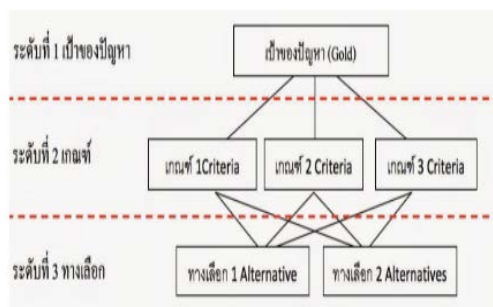 ระดับที่ 1 เป้าของปัญหา
เป้าของปัญหา (Gold)
ระดับที่ 2 เกณฑ์
เกณฑ์ 1Criteria
เกณฑ์ 2 Criteria
เกณฑ์ 3 Criteria
ระดับที่ 3 ทางเลือก
ทางเลือก 1 Alternative
ทางเลือก 2 Alternatives